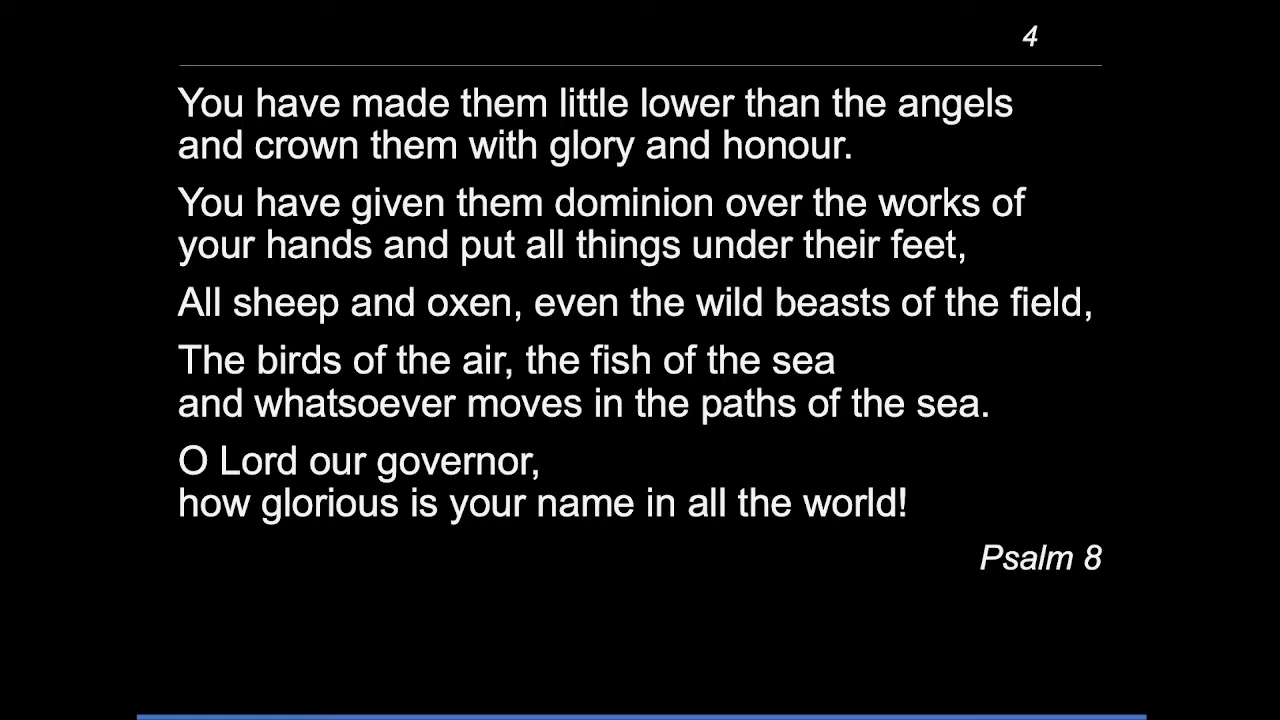 4
You have made them little lower than the angels
and crown them with glory and honour.
You have given them dominion over the works of
your hands and put all things under their feet,
All sheep and oxen, even the wild beasts of the field,
The birds of the air, the fish of the sea
and whatsoever moves in the paths of the sea.
O Lord our governor,
how glorious is your name in all the world!
Psalm 8